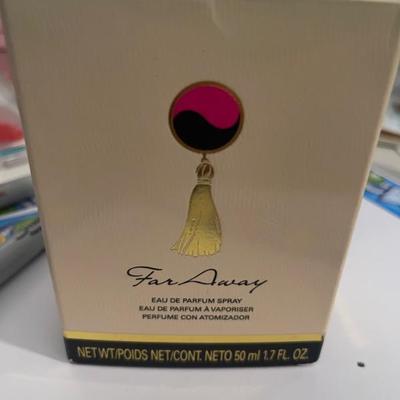 Far Away
EAU DE PARFUM SPRAY
EAU DE PARFUM À VAPORISER
PERFUME CON ATOMIZADOR
NET WT/POIDS NET/CONT. NETO 50 ml 1.7 FL. OZ.